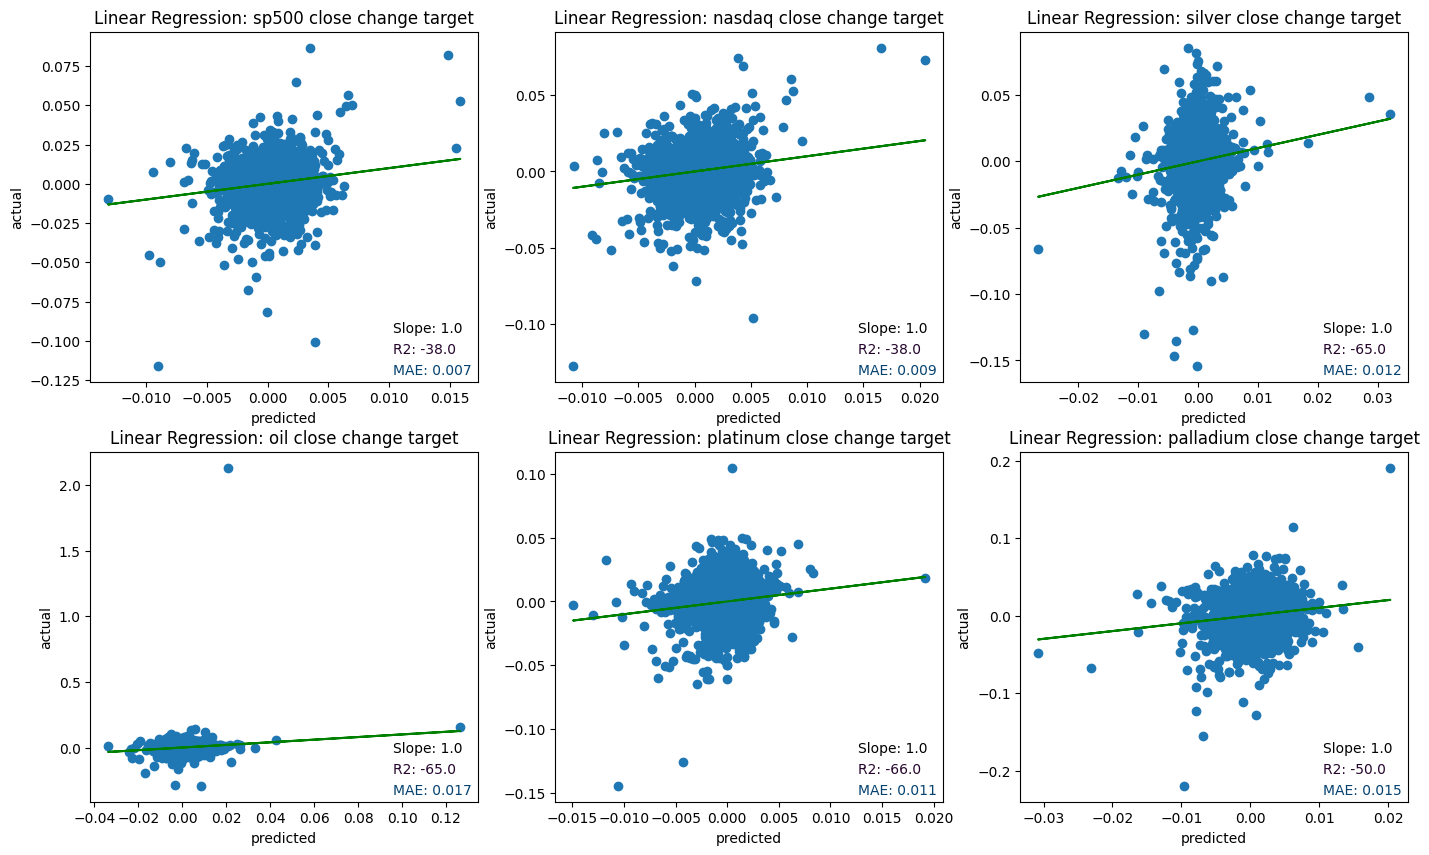 Linear Regression: sp500 close change target
0.075
0.050
0.025
0.000
−0.025
−0.050
−0.075
−0.100
−0.125
actual
Slope: 1.0
R2: -38.0
MAE: 0.007
−0.010
−0.005
0.000
0.005
0.010
0.015
predicted
Linear Regression: nasdaq close change target
0.05
0.00
−0.05
−0.10
actual
Slope: 1.0
R2: -38.0
MAE: 0.009
−0.010
−0.005
0.000
0.005
0.010
0.015
0.020
predicted
Linear Regression: silver close change target
0.05
0.00
−0.05
−0.10
−0.15
actual
Slope: 1.0
R2: -65.0
MAE: 0.012
−0.02
−0.01
0.00
0.01
0.02
0.03
predicted
Linear Regression: oil close change target
2.0
1.5
1.0
0.5
0.0
actual
Slope: 1.0
R2: -65.0
MAE: 0.017
−0.04
−0.02
0.00
0.02
0.04
0.06
0.08
0.10
0.12
predicted
Linear Regression: platinum close change target
0.10
0.05
0.00
−0.05
−0.10
−0.15
actual
Slope: 1.0
R2: -66.0
MAE: 0.011
−0.015
−0.010
−0.005
0.000
0.005
0.010
0.015
0.020
predicted
Linear Regression: palladium close change target
0.2
0.1
0.0
−0.1
−0.2
actual
Slope: 1.0
R2: -50.0
MAE: 0.015
−0.03
−0.02
−0.01
0.00
0.01
0.02
predicted